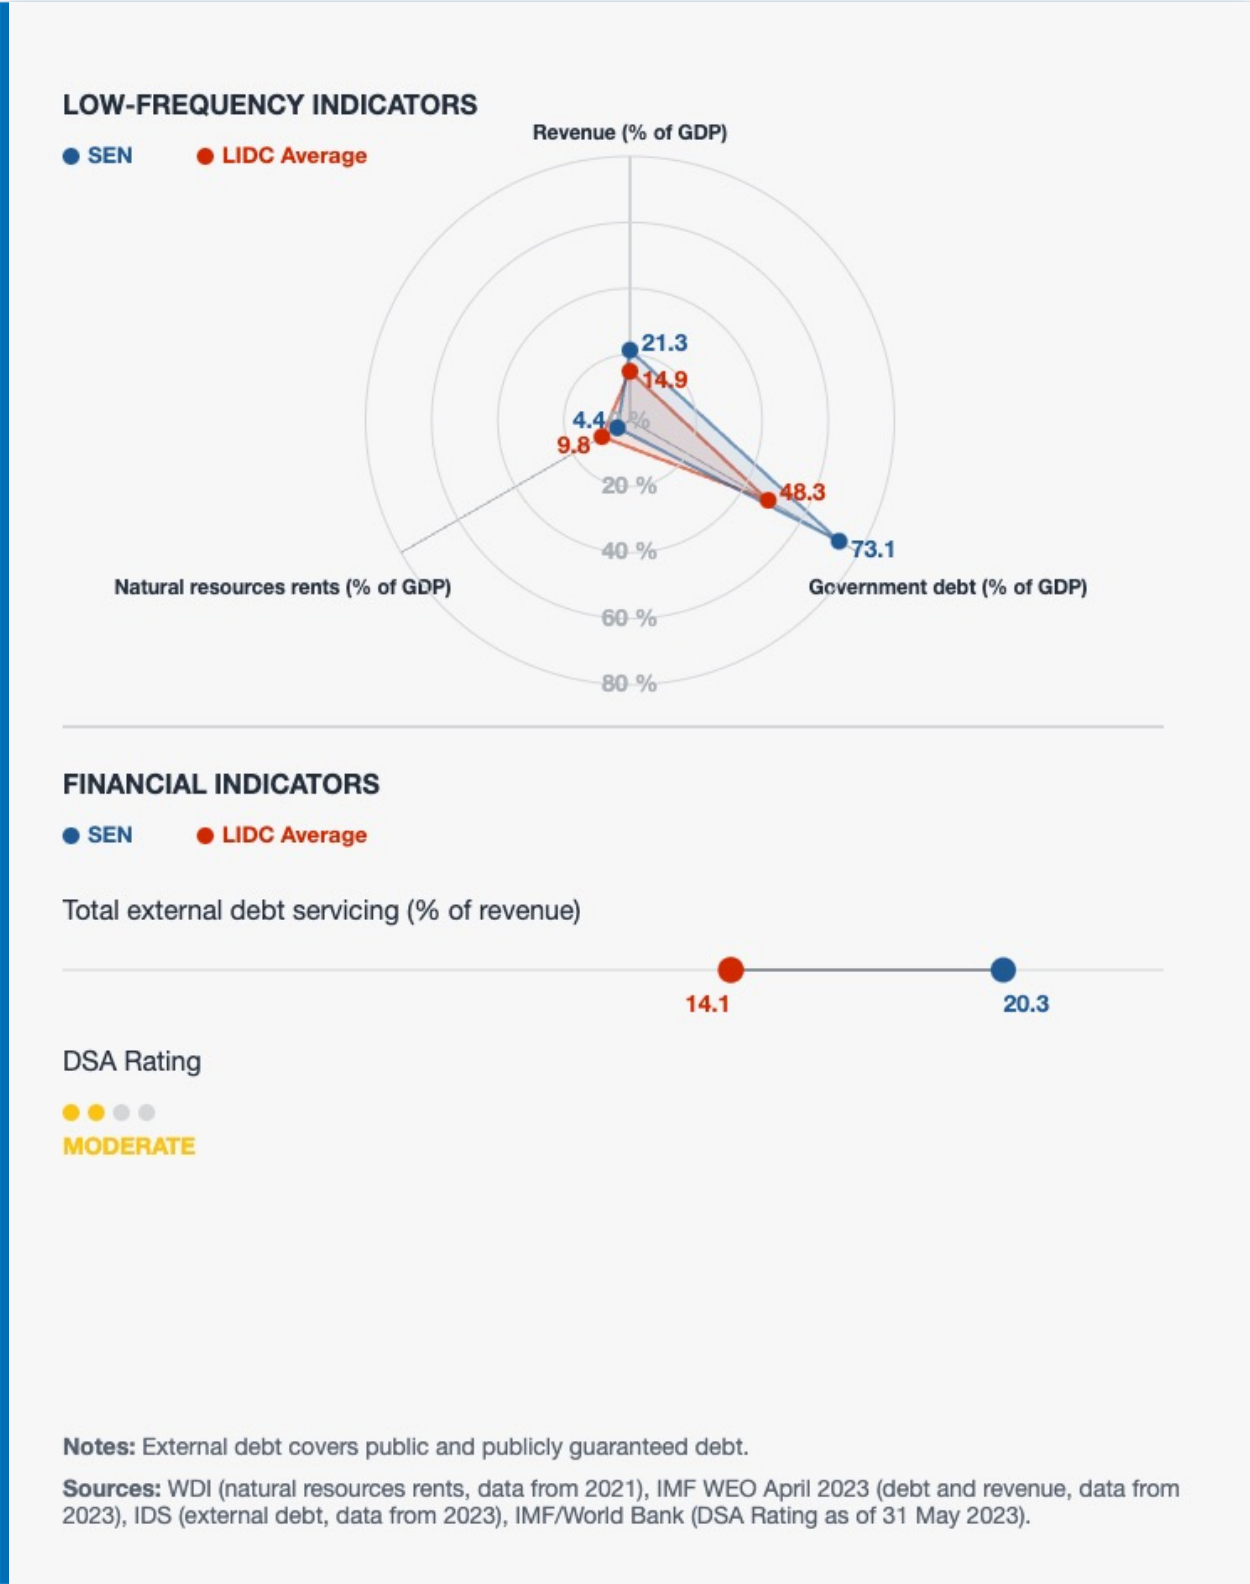 LOW-FREQUENCY INDICATORS
SEN
LIDC Average
Revenue (% of GDP)
21.3
14.9
4.4
%
9.8
20 %
48.3
40 %
73.1
Natural resources rents (% of GDP)
Government debt (% of GDP)
60 %
80 %
FINANCIAL INDICATORS
SEN
LIDC Average
Total external debt servicing (% of revenue)
14.1
20.3
DSA Rating
MODERATE
Notes: External debt covers public and publicly guaranteed debt.
Sources: WDI (natural resources rents, data from 2021), IMF WEO April 2023 (debt and revenue, data from
2023), IDS (external debt, data from 2023), IMF/World Bank (DSA Rating as of 31 May 2023).